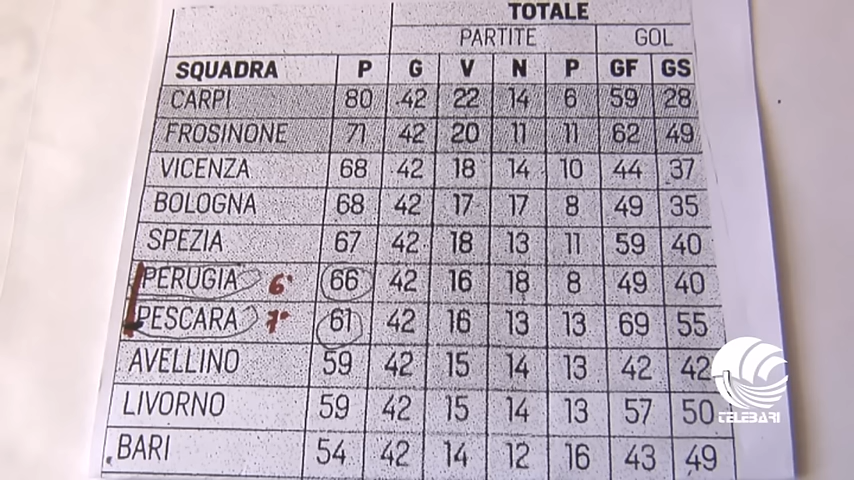 TOTALE
PARTITE GOL
SQUADRA P G V N P GF GS
CARPI 80 42 22 14 6 59 28
FROSINONE 71 42 20 11 11 62 49
VICENZA 68 42 18 14 10 44 37
BOLOGNA 68 42 17 17 8 49 35
SPEZIA 67 42 18 13 11 59 40
PERUGIA 6° 66 42 16 18 8 49 40
PESCARA 7° 61 42 16 13 13 69 55
AVELLINO 59 42 15 14 13 42 42
LIVORNO 59 42 15 14 13 57 50
BARI 54 42 14 12 16 43 49
TELEBARI